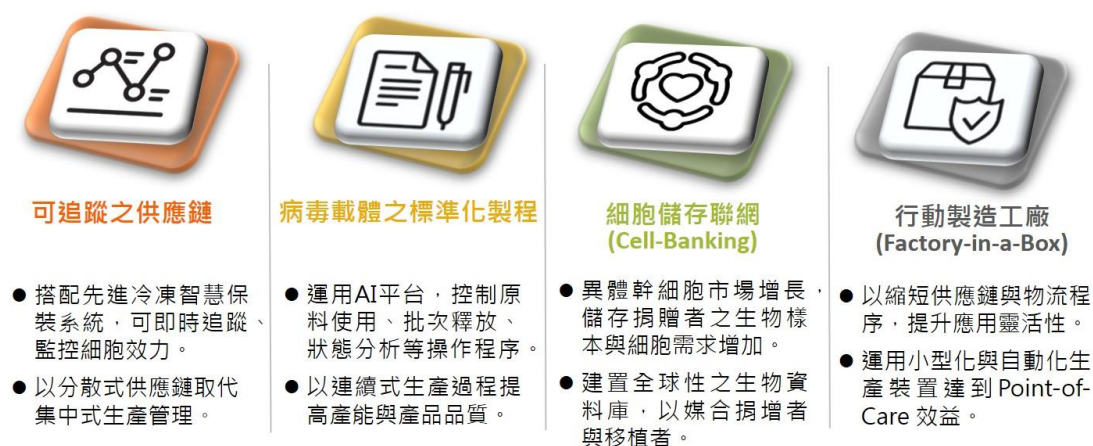 可追蹤之供應鏈
● 搭配先進冷凍智慧保
裝系統，可即時追蹤、
監控細胞效力。
● 以分散式供應鏈取代
集中式生產管理。
病毒載體之標準化製程
● 運用AI平台，控制原
料使用、批次釋放、
狀態分析等操作程序。
● 以連續式生產過程提
高產能與產品品質。
細胞儲存聯網
(Cell-Banking)
● 異體幹細胞市場增長，
儲存捐贈者之生物樣
本與細胞需求增加。
● 建置全球性之生物資
料庫，以媒合捐增者
與移植者。
行動製造工廠
(Factory-in-a-Box)
● 以縮短供應鏈與物流程
序，提升應用靈活性。
● 運用小型化與自動化生
產裝置達到Point-of-
Care 效益。